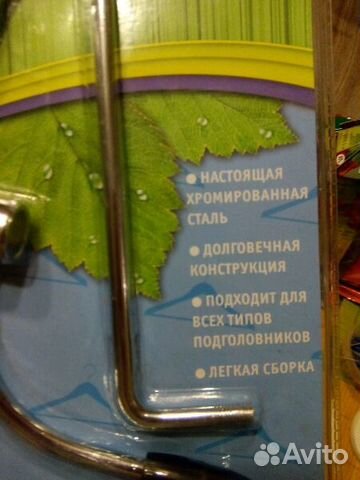 ● НАСТОЯЩАЯ
ХРОМИРОВАННАЯ
СТАЛЬ
● ДОЛГОВЕЧНАЯ
КОНСТРУКЦИЯ
● ПОДХОДИТ ДЛЯ
ВСЕХ ТИПОВ
ПОДГОЛОВНИКОВ
● ЛЕГКАЯ СБОРКА
Avito